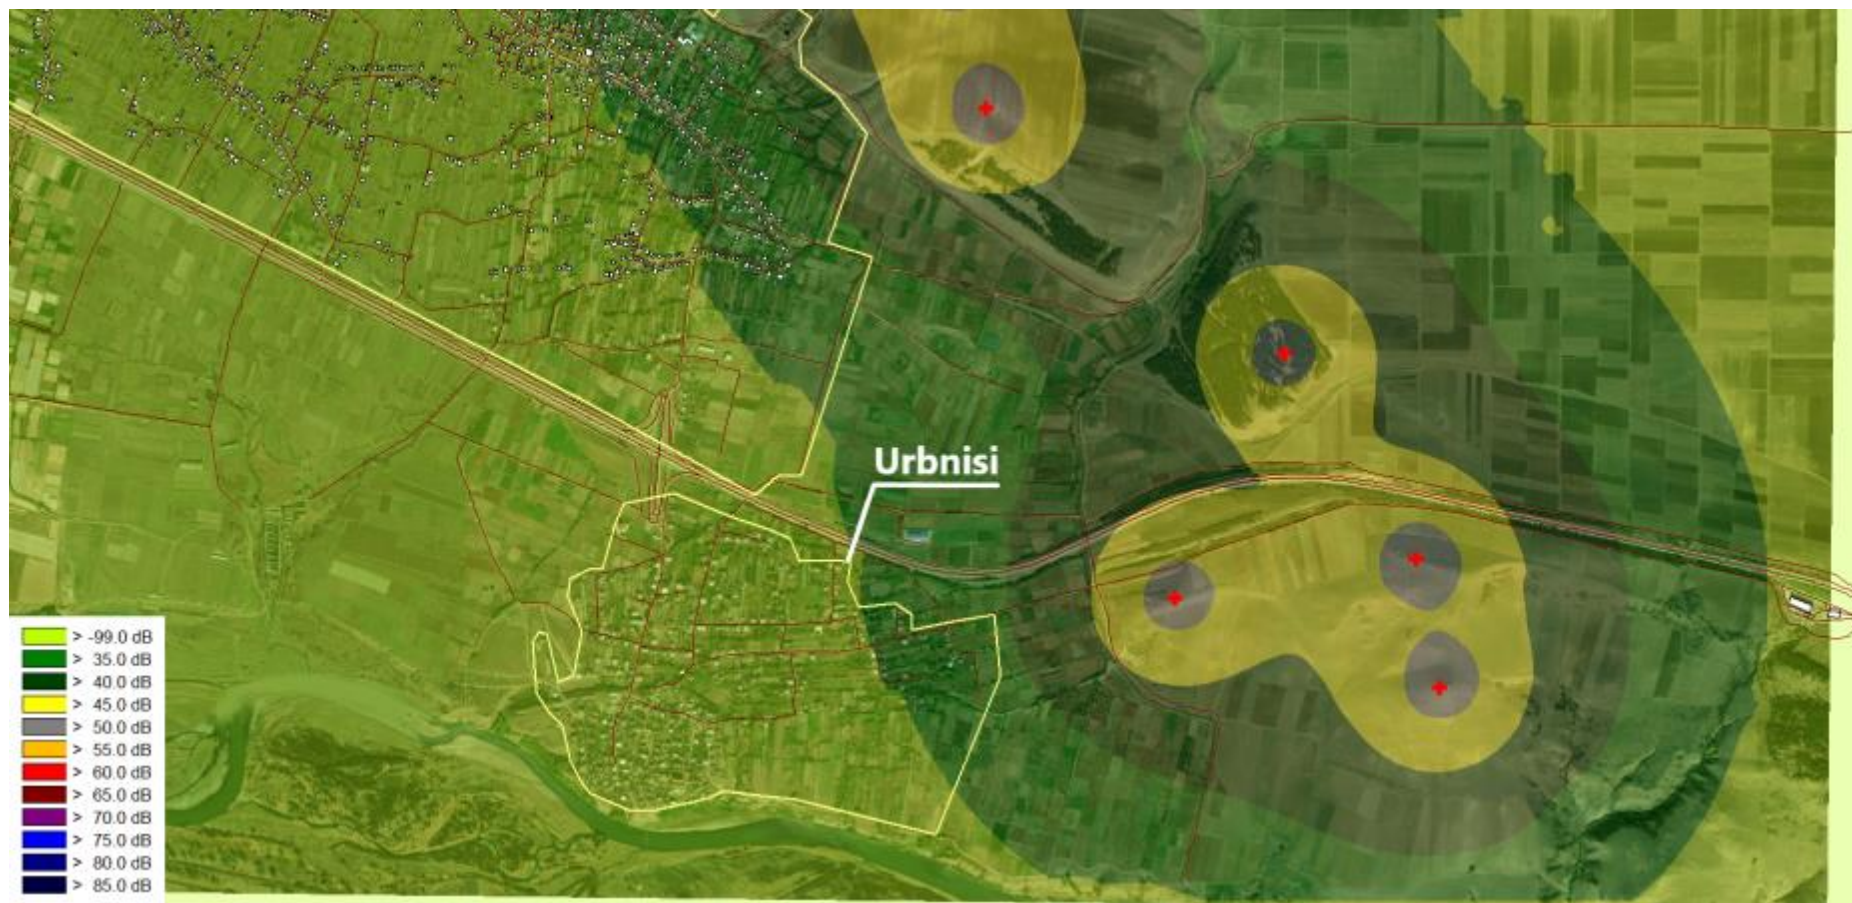 Urbnisi
> -99.0 dB
> 35.0 dB
> 40.0 dB
> 45.0 dB
> 50.0 dB
> 55.0 dB
> 60.0 dB
> 65.0 dB
> 70.0 dB
> 75.0 dB
> 80.0 dB
> 85.0 dB